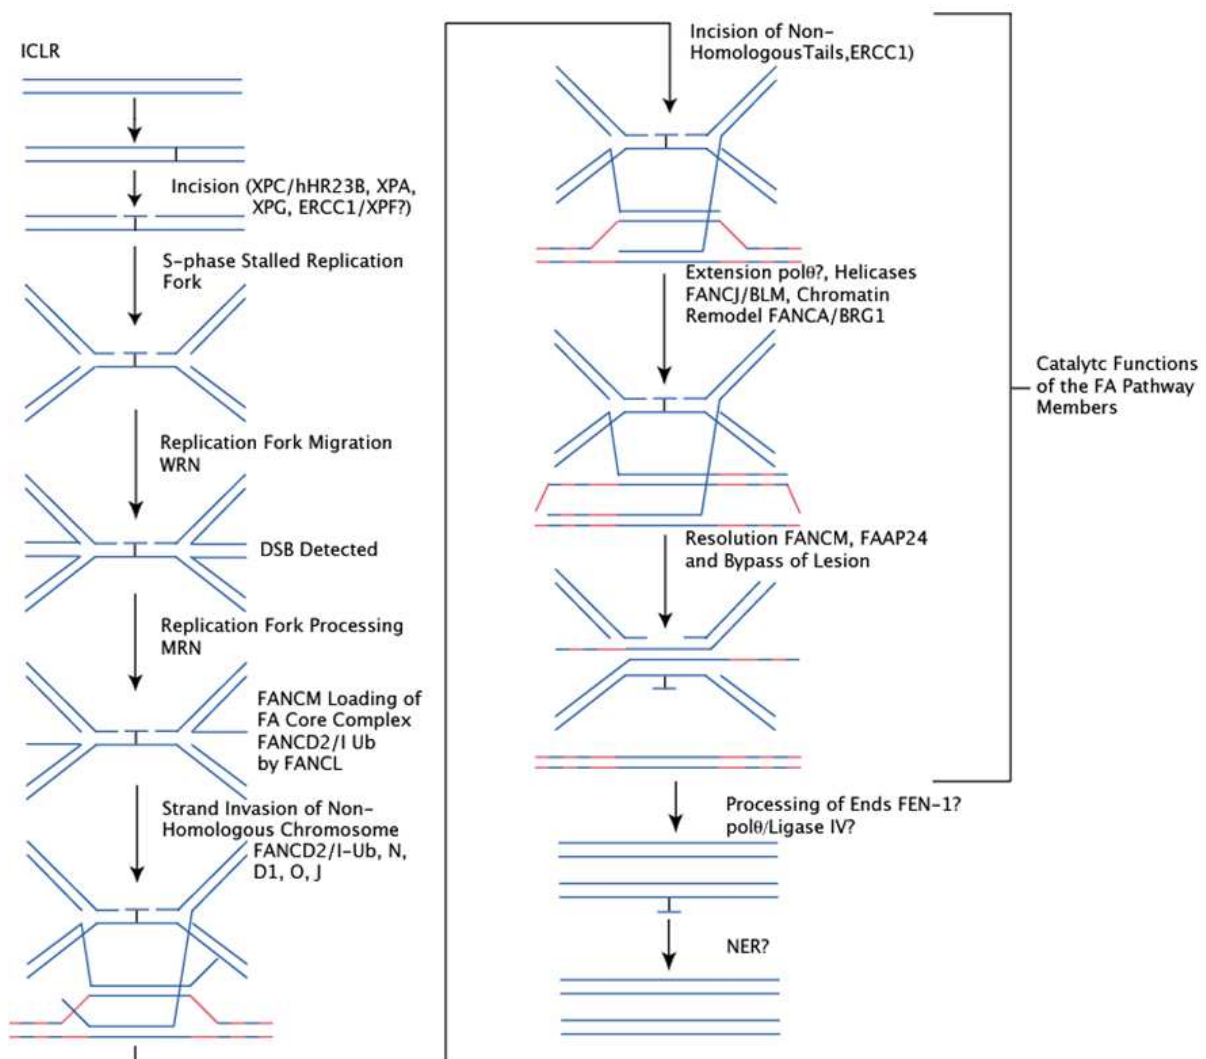 ICLR
Incision (XPC/hHR23B, XPA,
XPG, ERCC1/XPF?)
S-phase Stalled Replication
Fork
Replication Fork Migration
WRN
DSB Detected
Replication Fork Processing
MRN
FANCM Loading of
FA Core Complex
FANCD2/I Ub
by FANCL
Strand Invasion of Non-
Homologous Chromosome
FANCD2/I-Ub, N,
D1, O, J
Incision of Non-
HomologousTails,ERCC1)
Extension polθ?, Helicases
FANCJ/BLM, Chromatin
Remodel FANCA/BRG1
Resolution FANCM, FAAP24
and Bypass of Lesion
Processing of Ends FEN-1?
polθ/Ligase IV?
NER?
Catalytc Functions
of the FA Pathway
Members